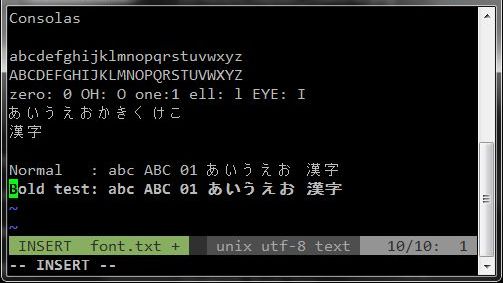 Consolas
abcdefghijklmnopqrstuvwxyz
ABCDEFGHIJKLMNOPQRSTUVWXYZ
zero: 0 OH: O one:1 ell: l EYE: I
あいうえおかきくけこ
漢字
Normal   : abc ABC 01 あいうえお 漢字
Bold test: abc ABC 01 あいうえお 漢字
~
~
INSERT  font.txt +  unix utf-8 text  10/10:  1
-- INSERT --